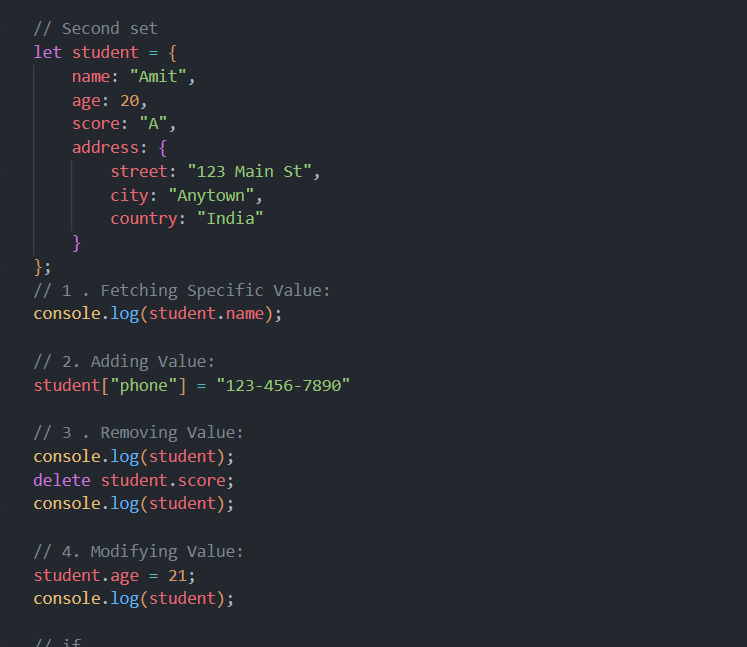 // Second set
let student = {
    name: "Amit",
    age: 20,
    score: "A",
    address: {
        street: "123 Main St",
        city: "Anytown",
        country: "India"
    }
};
// 1 . Fetching Specific Value:
console.log(student.name);

// 2. Adding Value:
student["phone"] = "123-456-7890"

// 3 . Removing Value:
console.log(student);
delete student.score;
console.log(student);

// 4. Modifying Value:
student.age = 21;
console.log(student);

// if